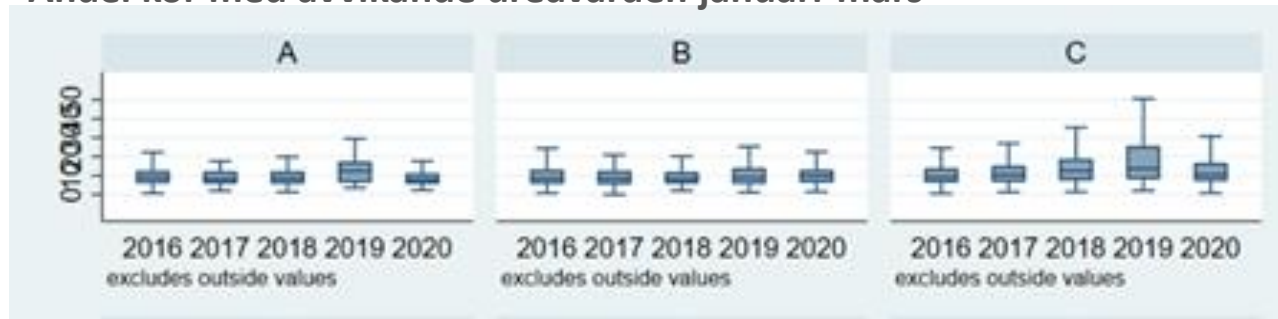 A B C
2016 2017 2018 2019 2020 2016 2017 2018 2019 2020 2016 2017 2018 2019 2020
excludes outside values excludes outside values excludes outside values